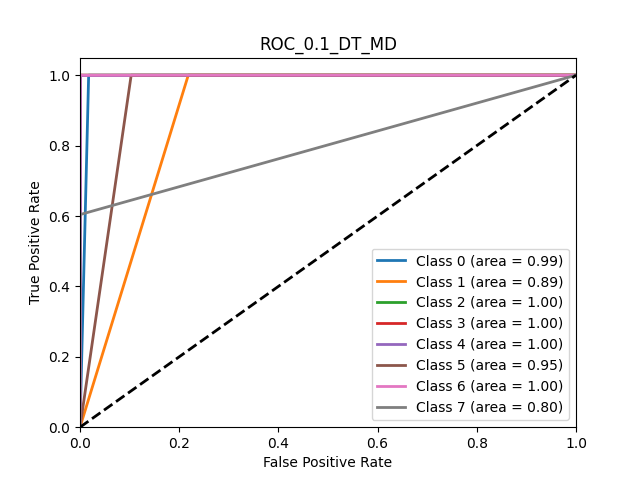 ROC_0.1_DT_MD
1.0
0.8
0.6
0.4
0.2
0.0
True Positive Rate
0.0 0.2 0.4 0.6 0.8 1.0
False Positive Rate
Class 0 (area = 0.99)
Class 1 (area = 0.89)
Class 2 (area = 1.00)
Class 3 (area = 1.00)
Class 4 (area = 1.00)
Class 5 (area = 0.95)
Class 6 (area = 1.00)
Class 7 (area = 0.80)